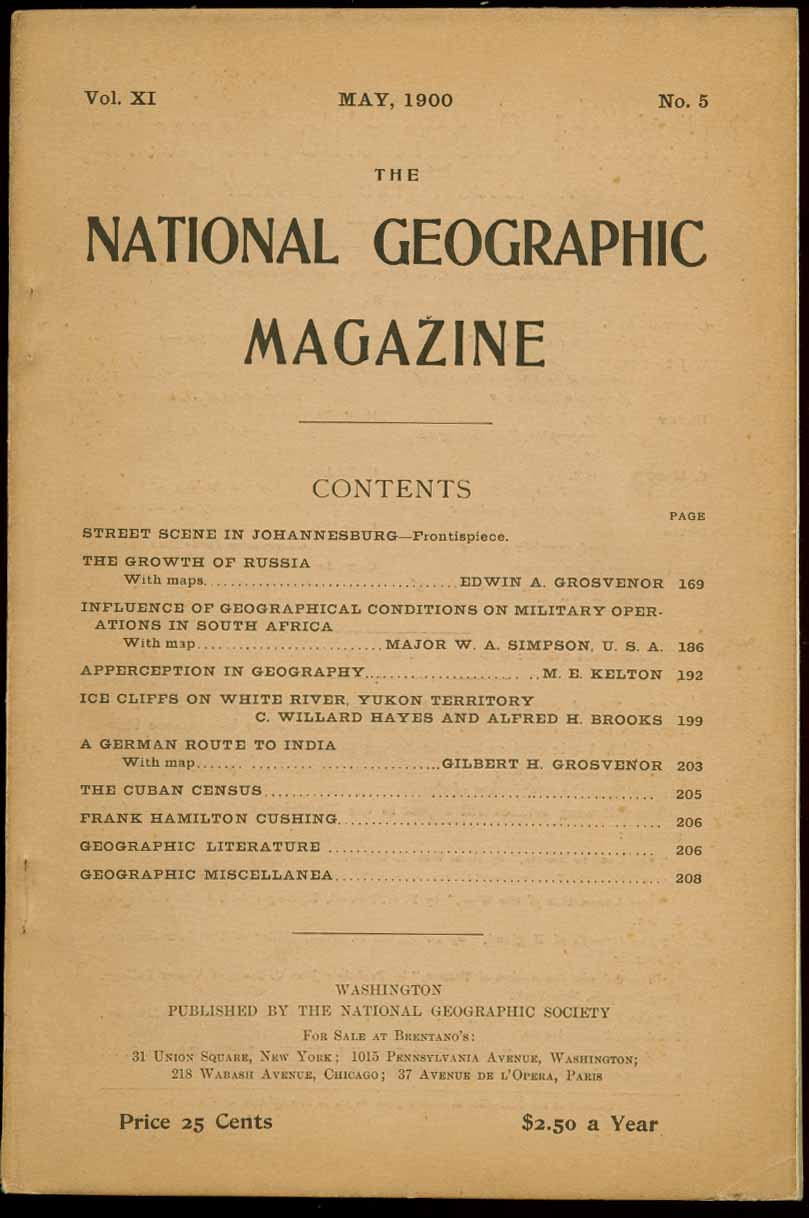 Vol. XI MAY, 1900 No. 5
THE
NATIONAL GEOGRAPHIC
MAGAZINE
CONTENTS
PAGE
STREET SCENE IN JOHANNESBURG—Frontispiece.
THE GROWTH OF RUSSIA
With maps. . . . . . . . . . . . . . . . . . . . EDWIN A. GROSVENOR 169
INFLUENCE OF GEOGRAPHICAL CONDITIONS ON MILITARY OPER-
ATIONS IN SOUTH AFRICA
With map. . . . . . . . . . . . . . . . . . . . MAJOR W. A. SIMPSON, U. S. A. 186
APPERCEPTION IN GEOGRAPHY. . . . . . . . . . . . . . . . . . . . M. E. KELTON 192
ICE CLIFFS ON WHITE RIVER, YUKON TERRITORY
C. WILLARD HAYES AND ALFRED H. BROOKS 199
A GERMAN ROUTE TO INDIA
With map. . . . . . . . . . . . . . . . . . . . GILBERT H. GROSVENOR 203
THE CUBAN CENSUS. . . . . . . . . . . . . . . . . . . . 205
FRANK HAMILTON CUSHING. . . . . . . . . . . . . . . . . . . . 206
GEOGRAPHIC LITERATURE . . . . . . . . . . . . . . . . . . . . 206
GEOGRAPHIC MISCELLANEA. . . . . . . . . . . . . . . . . . . . 208
WASHINGTON
PUBLISHED BY THE NATIONAL GEOGRAPHIC SOCIETY
FOR SALE AT BRENTANO'S:
31 UNION SQUARE, NEW YORK; 1015 PENNSYLVANIA AVENUE, WASHINGTON;
218 WABASH AVENUE, CHICAGO; 37 AVENUE DE L'OPERA, PARIS
Price 25 Cents $2.50 a Year